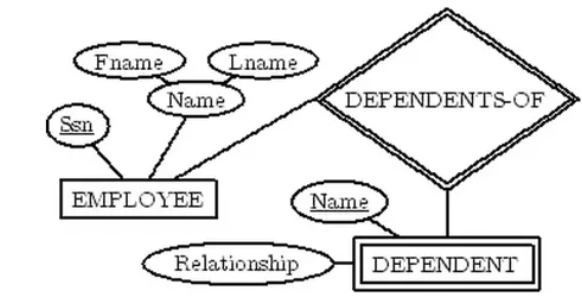 Fname
Lname
Name
DEPENDENTS-OF
Ssn
EMPLOYEE
Name
Relationship
DEPENDENT